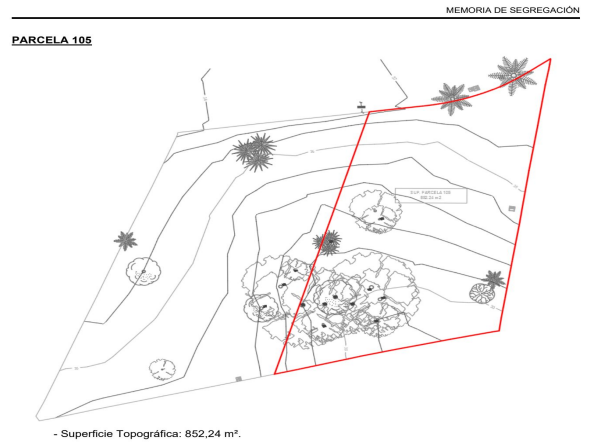 MEMORIA DE SEGREGACIÓN
PARCELA 105
SUP. PARCELA 105
852.24 m2
- Superficie Topográfica: 852,24 m².